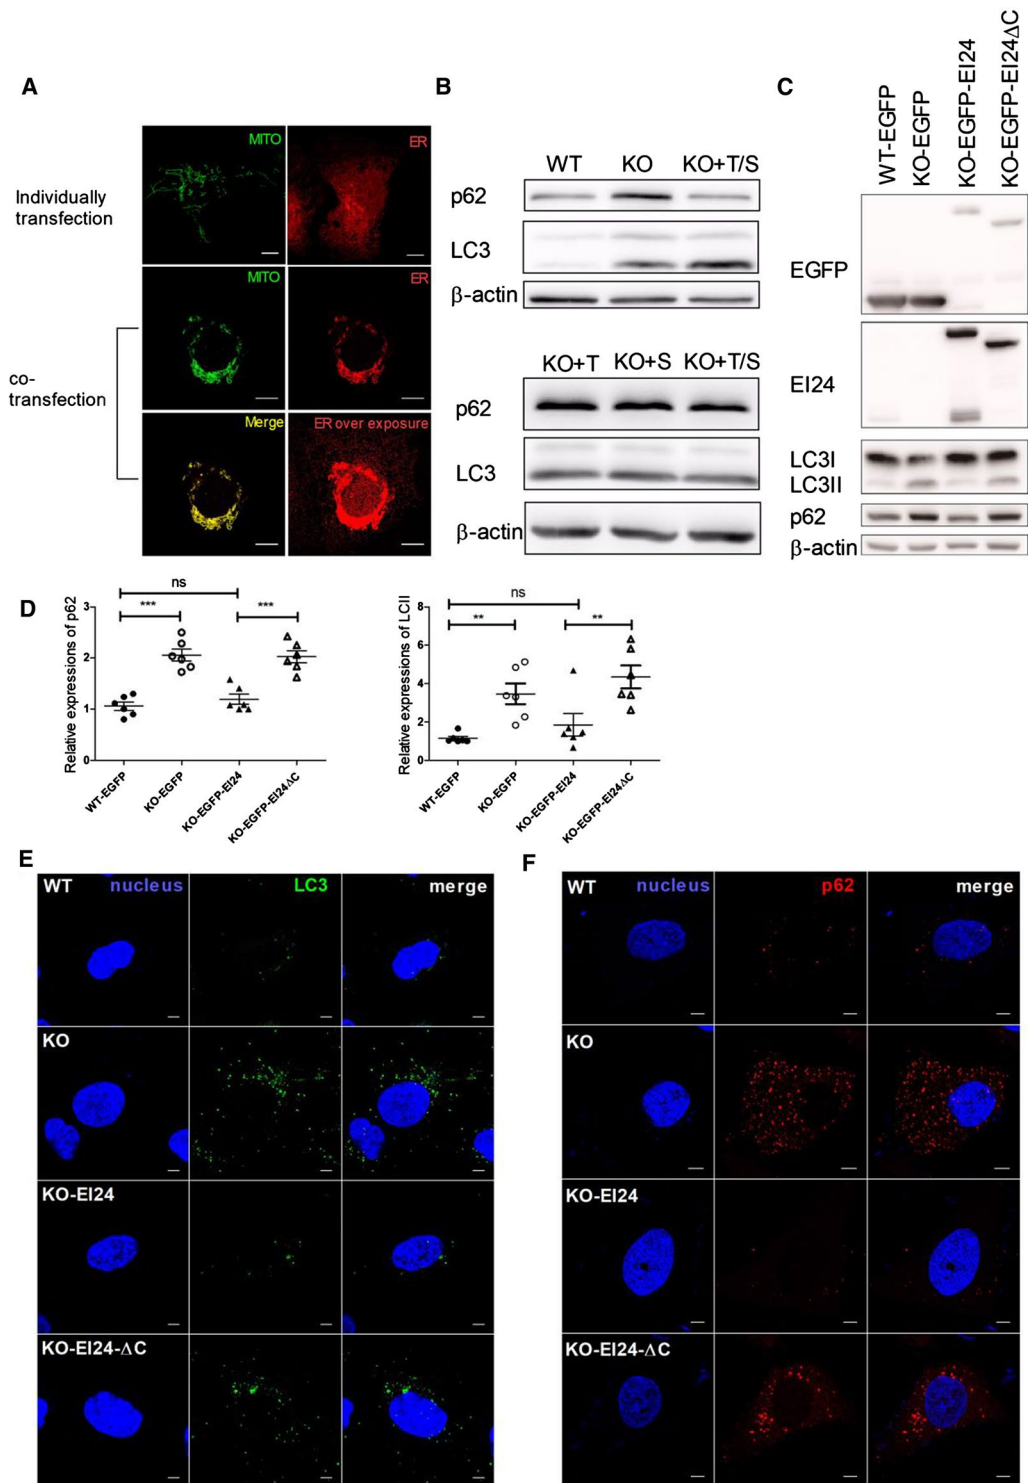 A
MITO
ER
Individually
transfection
MITO
ER
co-
transfection
Merge
ER over exposure
B
WT KO KO+T/S
p62
LC3
β-actin
KO+T KO+S KO+T/S
p62
LC3
β-actin
C
WT-EGFP
KO-EGFP
KO-EGFP-EI24
KO-EGFP-EI24ΔC
EGFP
EI24
LC3I
LC3II
p62
β-actin
D
Relative expressions of p62
3
2
1
0
ns
***
***
WT-EGFP
KO-EGFP
KO-EGFP-EI24
KO-EGFP-EI24ΔC
Relative expressions of LCII
8
6
4
2
0
ns
**
**
WT-EGFP
KO-EGFP
KO-EGFP-EI24
KO-EGFP-EI24ΔC
E
WT nucleus LC3 merge
KO
KO-EI24
KO-EI24-ΔC
F
WT nucleus p62 merge
KO
KO-EI24
KO-EI24-ΔC